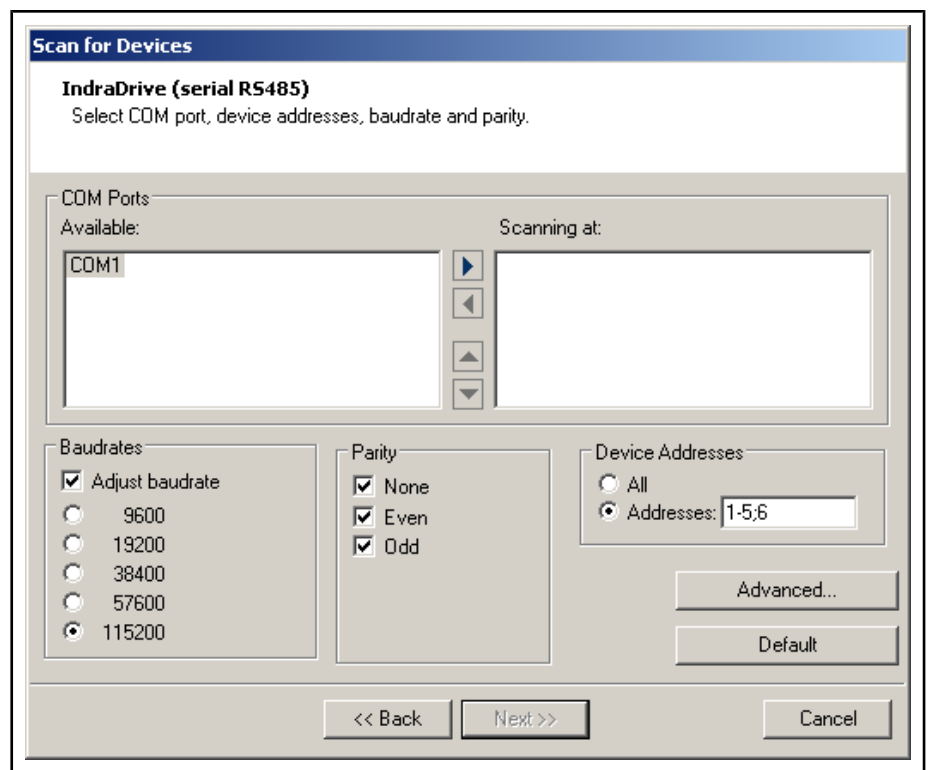 Scan for Devices
IndraDrive (serial RS485)
Select COM port, device addresses, baudrate and parity.
COM Ports
Available:
Scanning at:
COM1
Baudrates
Adjust baudrate
9600
19200
38400
57600
115200
Parity
None
Even
Odd
Device Addresses
All
Addresses: 1-5;6
Advanced...
Default
<< Back
Next >>
Cancel